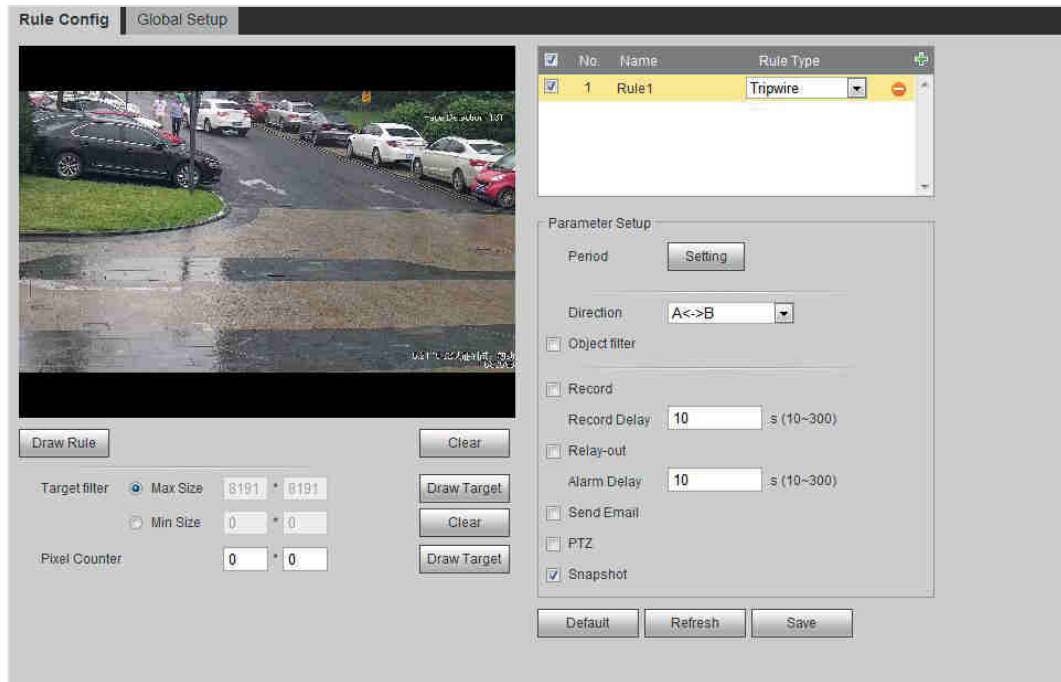 Rule Config Global Setup
No. Name Rule Type
1 Rule1 Tripwire
Parameter Setup
Period Setting
Direction A<->B
Object filter
Record
Record Delay 10 s (10~300)
Relay-out
Alarm Delay 10 s (10~300)
Send Email
PTZ
Snapshot
Default Refresh Save
Draw Rule Clear
Target filter Max Size 8191 * 8191 Draw Target
Min Size 0 * 0 Clear
Pixel Counter 0 * 0 Draw Target